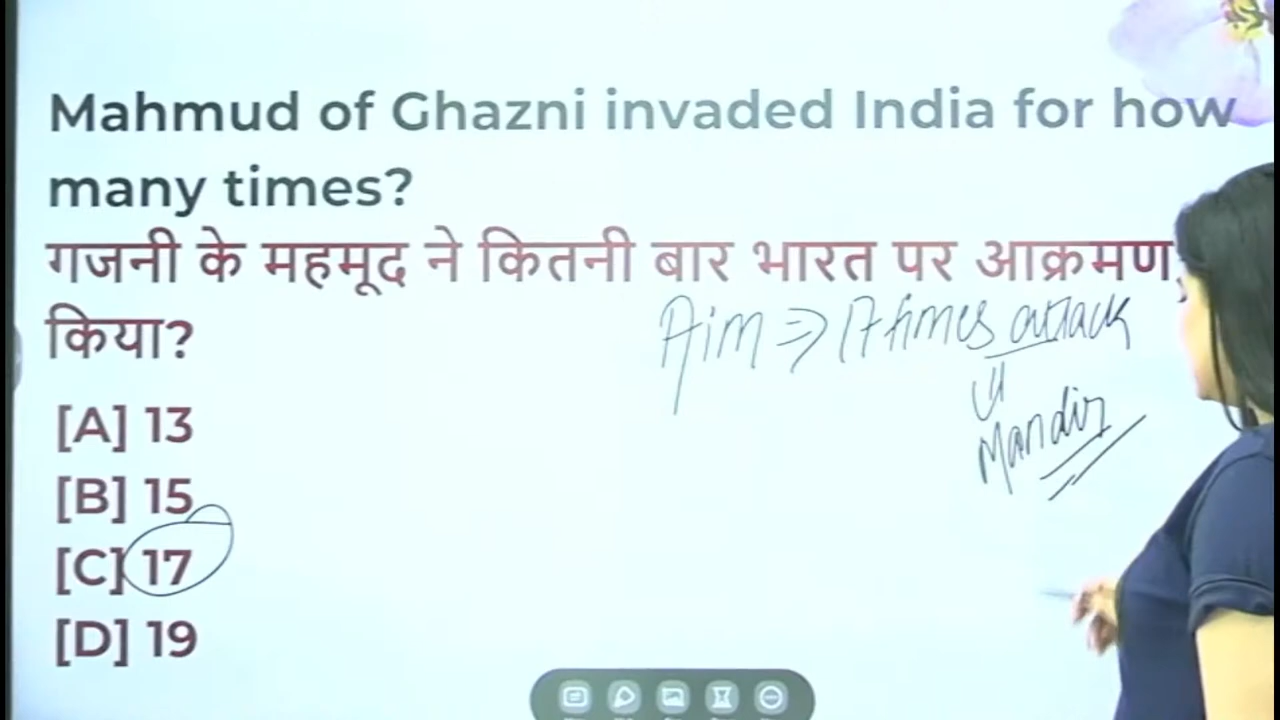 Mahmud of Ghazni invaded India for how
many times?
गजनी के महमूद ने कितनी बार भारत पर आक्रमण
किया?
Aim ⇒ 17 times attack
⇓
Mandir
[A] 13
[B] 15
[C] 17
[D] 19